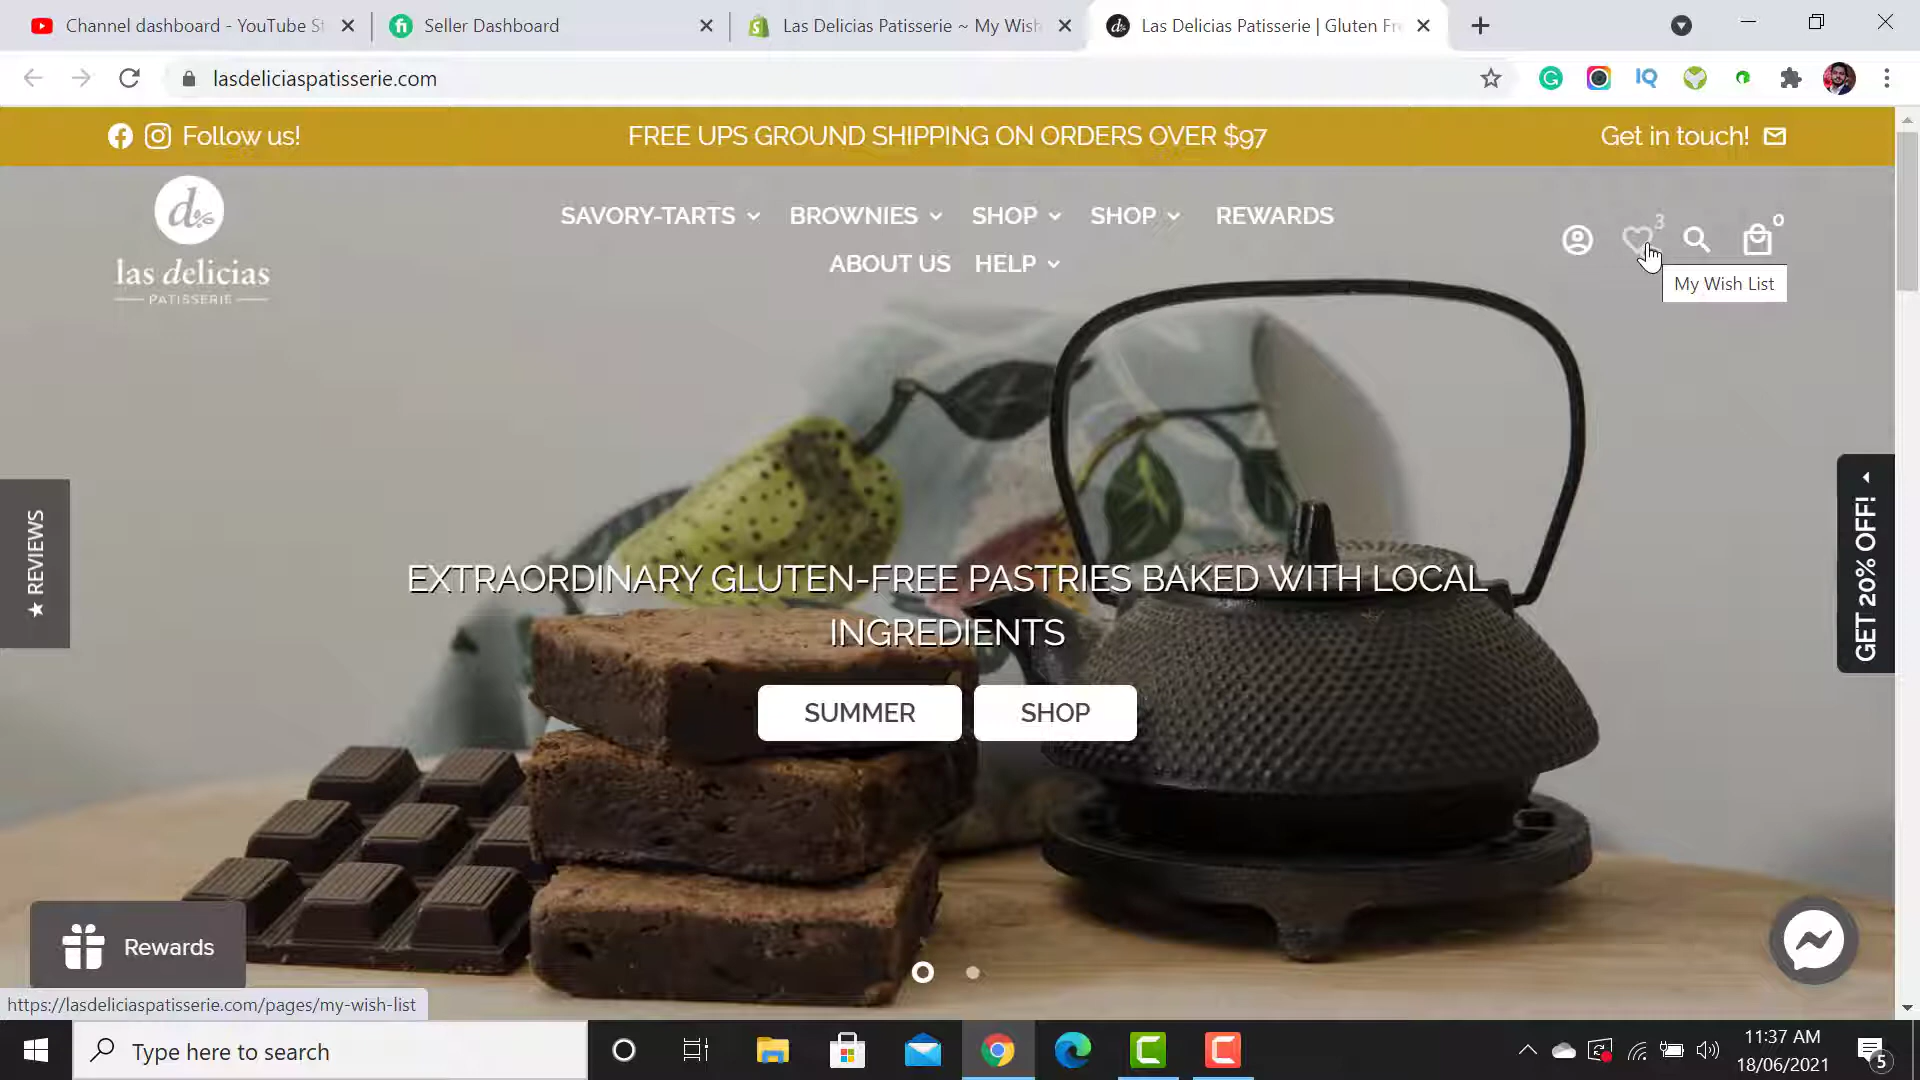 Channel dashboard - YouTube St
Seller Dashboard
Las Delicias Patisserie ~ My Wish
Las Delicias Patisserie | Gluten Fre
lasdeliciaspatisserie.com
IQ
Follow us!
FREE UPS GROUND SHIPPING ON ORDERS OVER $97
Get in touch!
d
las delicias
PATISSERIE
SAVORY-TARTS
BROWNIES
SHOP
SHOP
REWARDS
ABOUT US
HELP
3
0
My Wish List
★ REVIEWS
GET 20% OFF!
EXTRAORDINARY GLUTEN-FREE PASTRIES BAKED WITH LOCAL
INGREDIENTS
SUMMER
SHOP
Rewards
https://lasdeliciaspatisserie.com/pages/my-wish-list
Type here to search
11:37 AM
18/06/2021
5